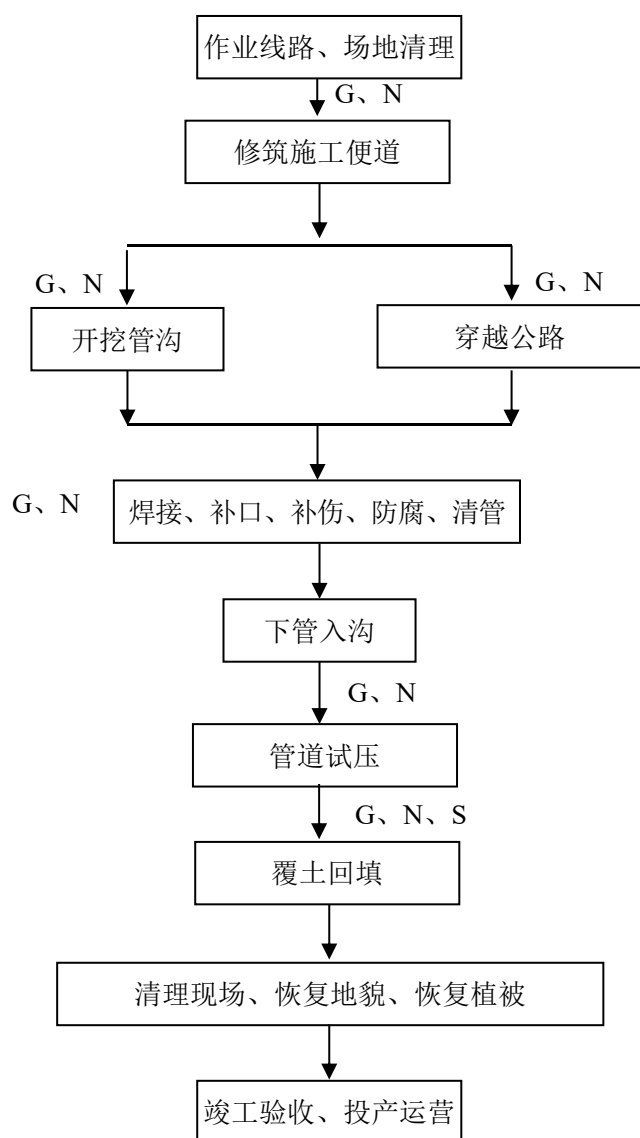 作业线路、场地清理
G、N
修筑施工便道
G、N
G、N
开挖管沟
穿越公路
G、N
焊接、补口、补伤、防腐、清管
下管入沟
G、N
管道试压
G、N、S
覆土回填
清理现场、恢复地貌、恢复植被
竣工验收、投产运营